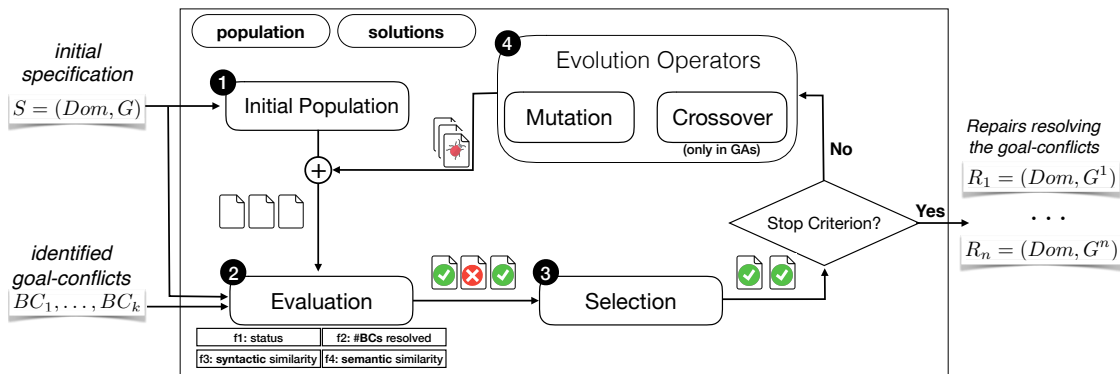 population
solutions
initial
specification
S = (Dom, G)
1
Initial Population
+
4
Evolution Operators
Mutation
Crossover
(only in GAs)
No
Stop Criterion?
Yes
Repairs resolving
the goal-conflicts
R₁ = (Dom, G¹)
. . .
Rₙ = (Dom, Gⁿ)
identified
goal-conflicts
BC₁, . . . , BCₖ
2
Evaluation
f1: status
f2: #BCs resolved
f3: syntactic similarity
f4: semantic similarity
3
Selection